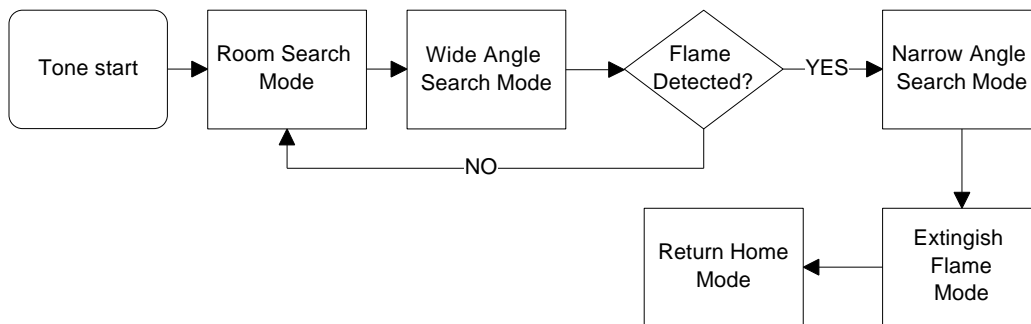 Tone start
Room Search
Mode
Wide Angle
Search Mode
Flame
Detected?
YES
Narrow Angle
Search Mode
NO
Return Home
Mode
Extingish
Flame
Mode